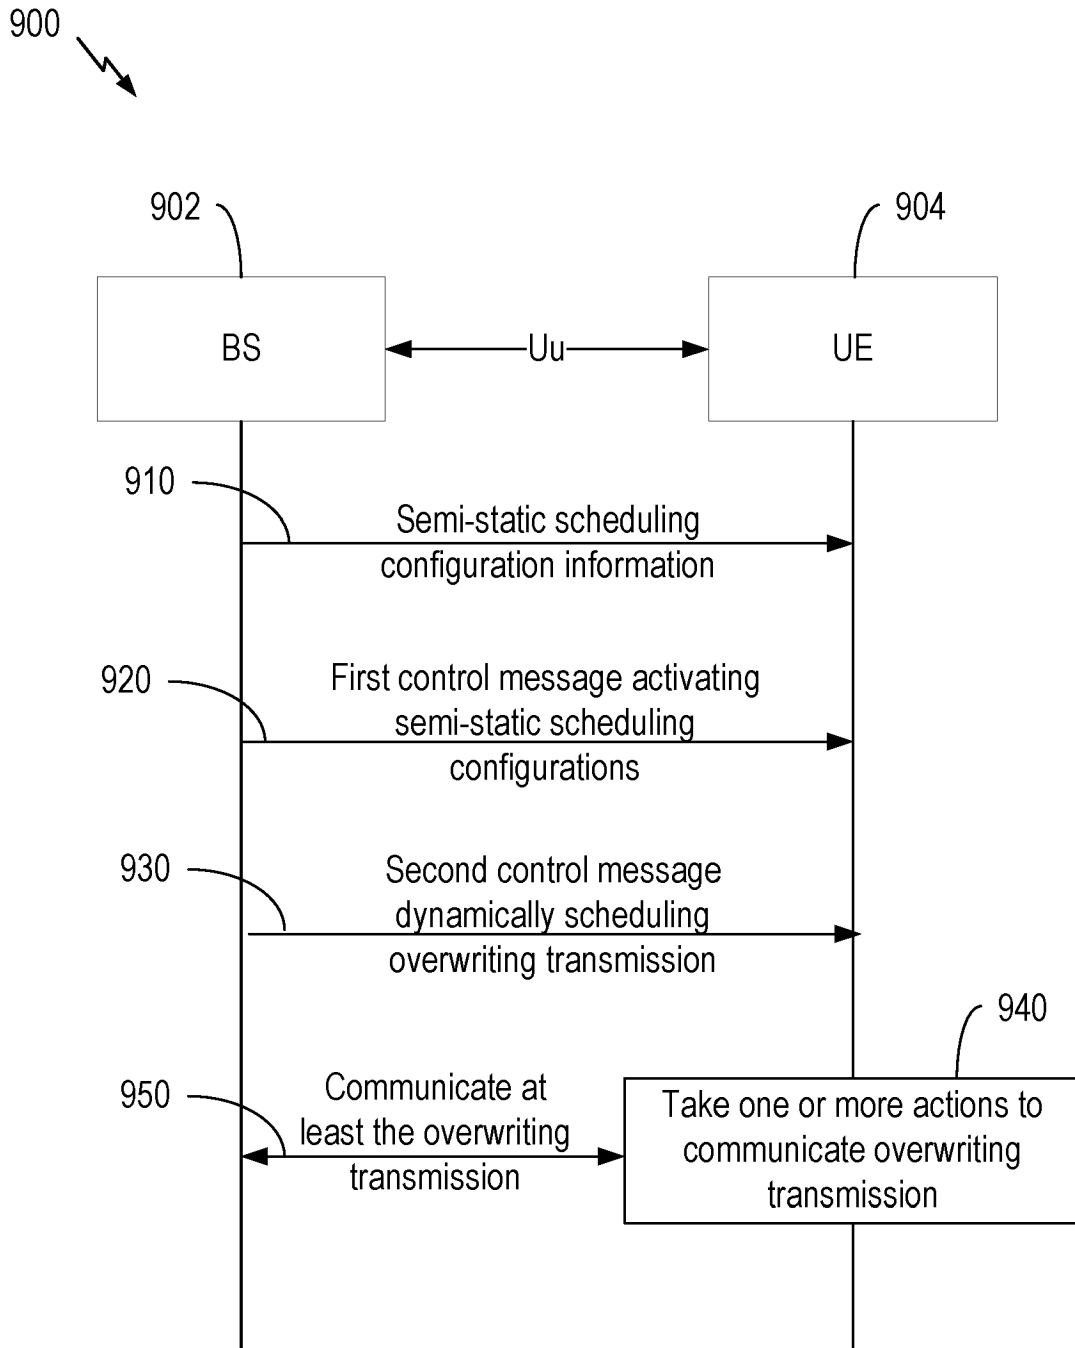 900
902
904
BS
Uu
UE
910
Semi-static scheduling
configuration information
920
First control message activating
semi-static scheduling
configurations
930
Second control message
dynamically scheduling
overwriting transmission
940
950
Communicate at
least the overwriting
transmission
Take one or more actions to
communicate overwriting
transmission